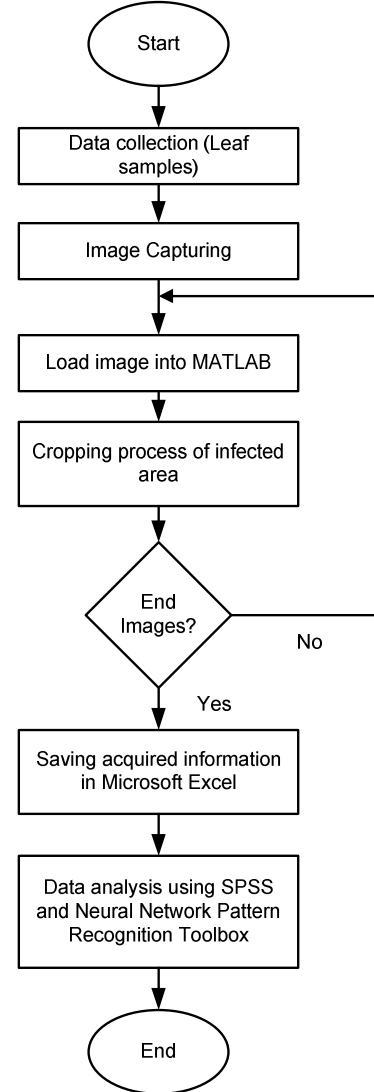 Start
Data collection (Leaf
samples)
Image Capturing
Load image into MATLAB
Cropping process of infected
area
End
Images?
No
Yes
Saving acquired information
in Microsoft Excel
Data analysis using SPSS
and Neural Network Pattern
Recognition Toolbox
End